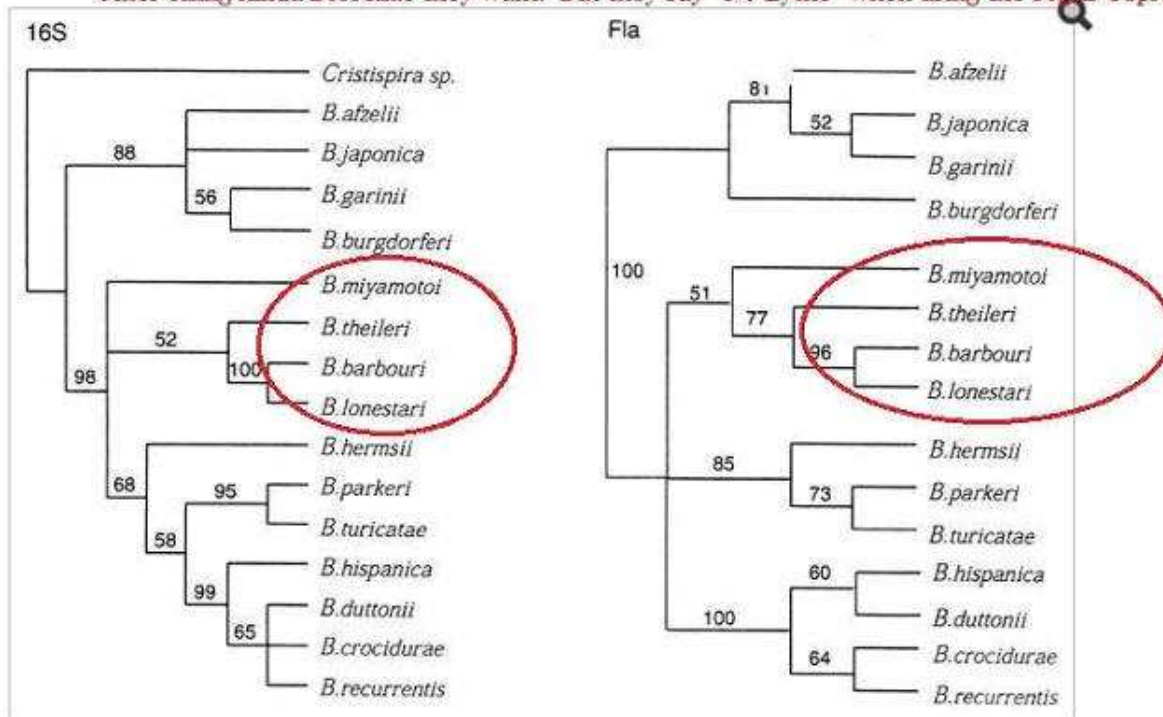 16S
Cristispira sp.
B.afzelii
88
B.japonica
B.garinii
56
B.burgdorferi
B.miyamotoi
B.theileri
52
B.barbouri
100
98
B.lonestari
B.hermsii
68
B.parkeri
95
B.turicatae
58
B.hispanica
99
B.duttonii
65
B.crocidurae
B.recurrentis
Fla
B.afzelii
81
B.japonica
52
B.garinii
B.burgdorferi
100
B.miyamotoi
51
B.theileri
77
B.barbouri
96
B.lonestari
B.hermsii
85
B.parkeri
73
B.turicatae
B.hispanica
60
B.duttonii
100
B.crocidurae
64
B.recurrentis